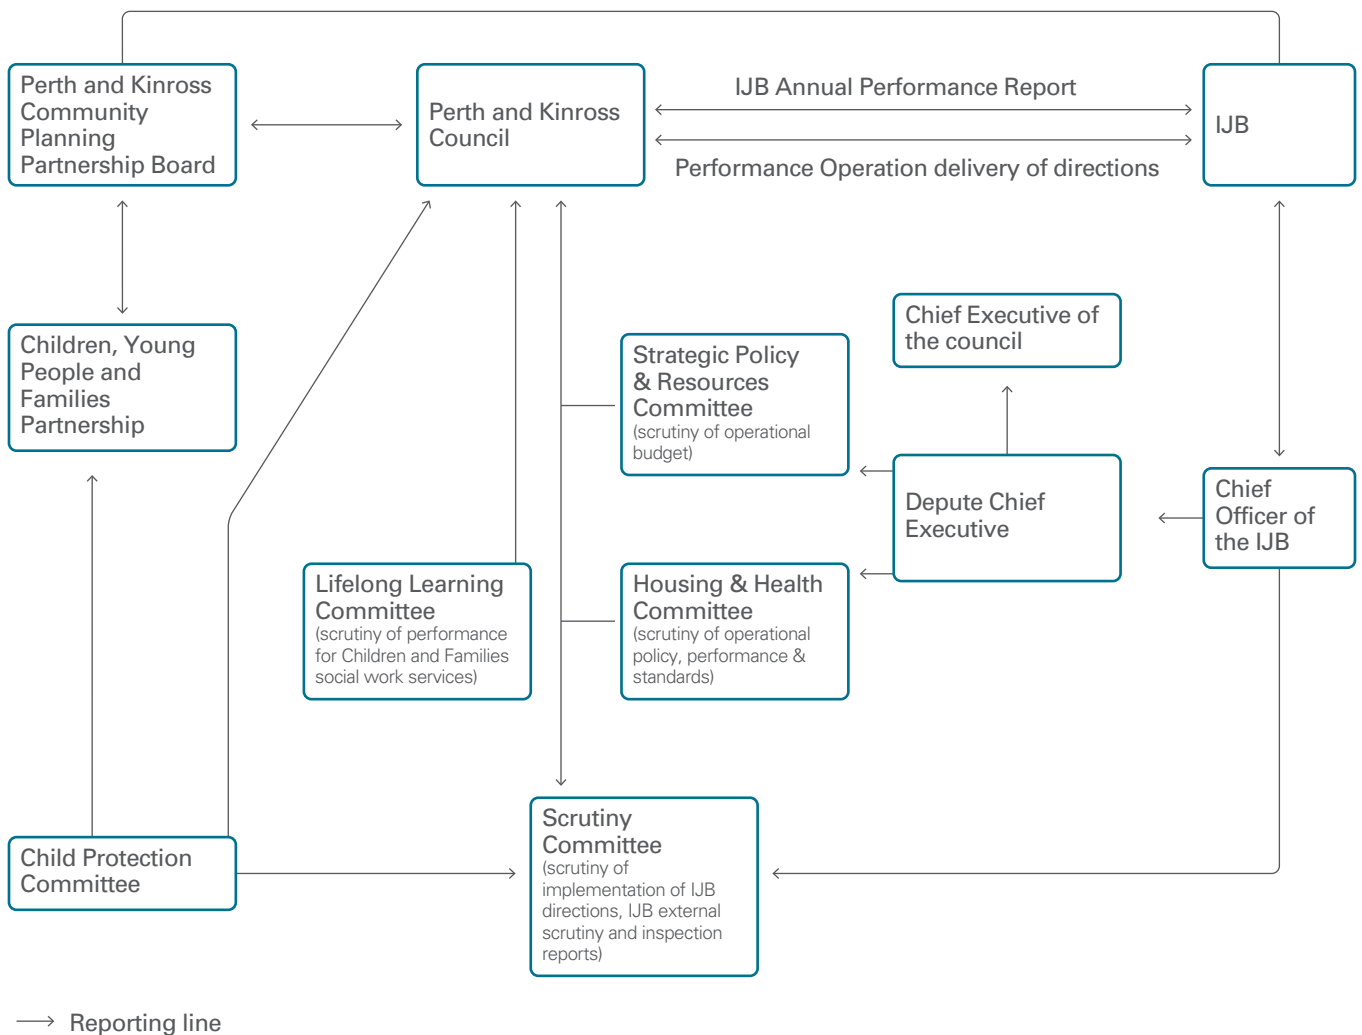 Perth and Kinross
Community
Planning
Partnership Board
Perth and Kinross
Council
IJB Annual Performance Report
Performance Operation delivery of directions
IJB
Children, Young
People and
Families
Partnership
Strategic Policy
& Resources
Committee
(scrutiny of operational
budget)
Chief Executive of
the council
Depute Chief
Executive
Chief
Officer of
the IJB
Lifelong Learning
Committee
(scrutiny of performance
for Children and Families
social work services)
Housing & Health
Committee
(scrutiny of operational
policy, performance &
standards)
Child Protection
Committee
Scrutiny
Committee
(scrutiny of
implementation of IJB
directions, IJB external
scrutiny and inspection
reports)
Reporting line